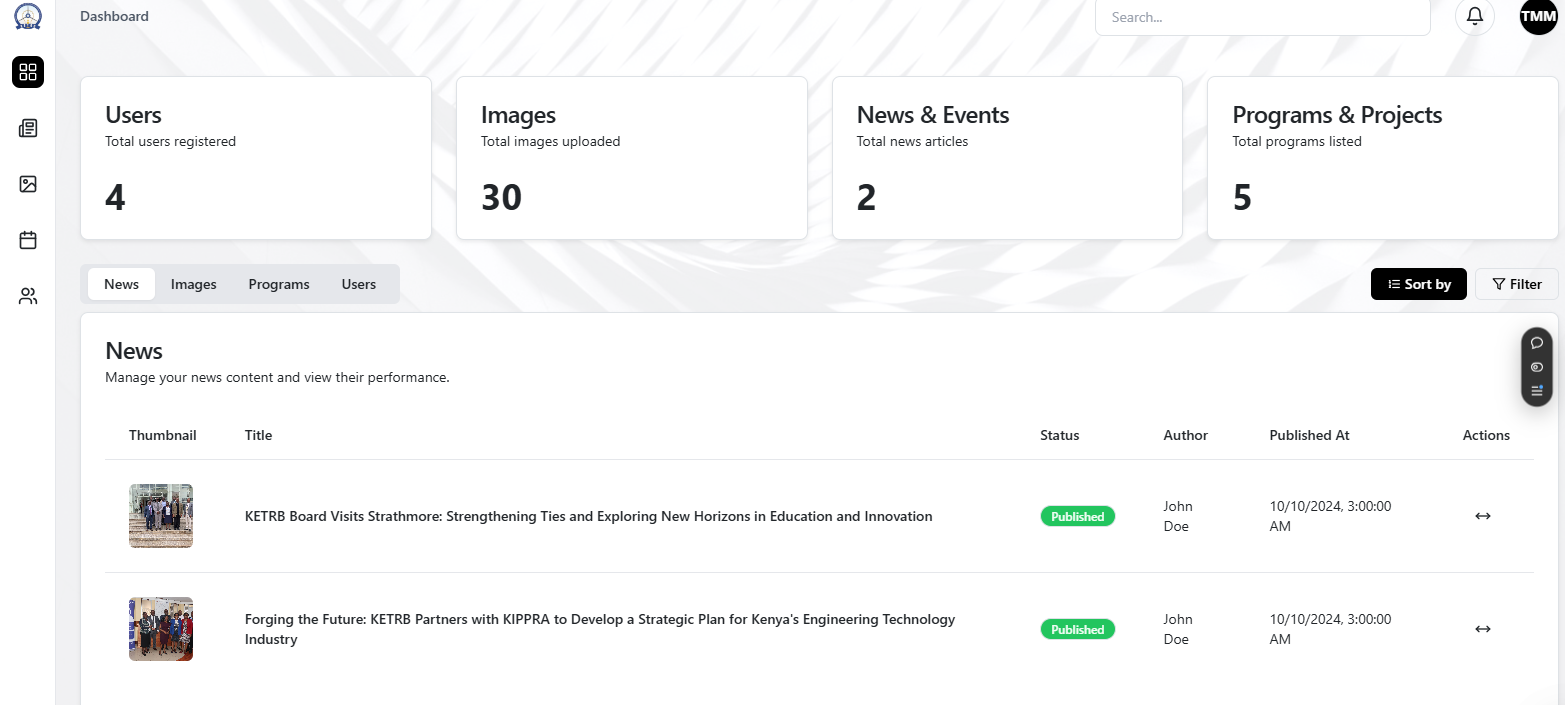 Dashboard
Search...
TMM
Users
Total users registered
4
Images
Total images uploaded
30
News & Events
Total news articles
2
Programs & Projects
Total programs listed
5
News
Images
Programs
Users
Sort by
Filter
News
Manage your news content and view their performance.
Thumbnail
Title
Status
Author
Published At
Actions
KETRB Board Visits Strathmore: Strengthening Ties and Exploring New Horizons in Education and Innovation
Published
John
Doe
10/10/2024, 3:00:00
AM
Forging the Future: KETRB Partners with KIPPRA to Develop a Strategic Plan for Kenya's Engineering Technology
Industry
Published
John
Doe
10/10/2024, 3:00:00
AM